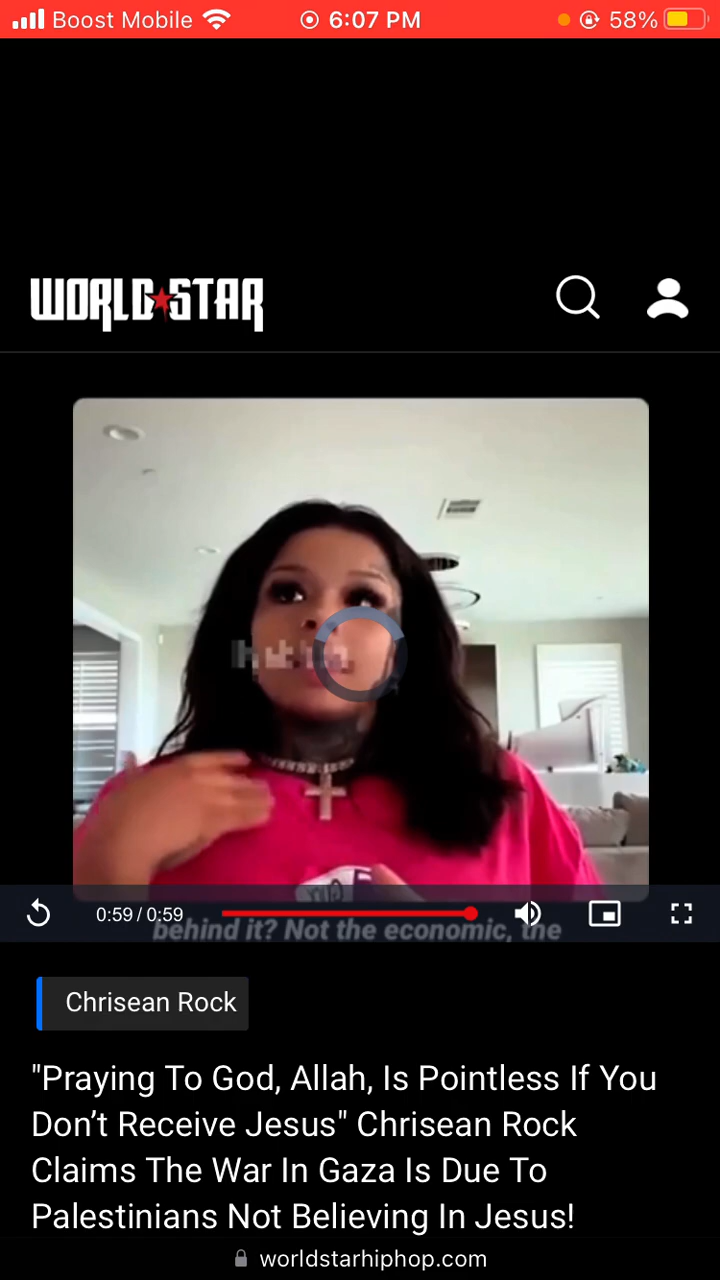 Boost Mobile 6:07 PM 58%
WORLD STAR
0:59 / 0:59
behind it? Not the economic, the
Chrisean Rock
"Praying To God, Allah, Is Pointless If You
Don’t Receive Jesus" Chrisean Rock
Claims The War In Gaza Is Due To
Palestinians Not Believing In Jesus!
worldstarhiphop.com